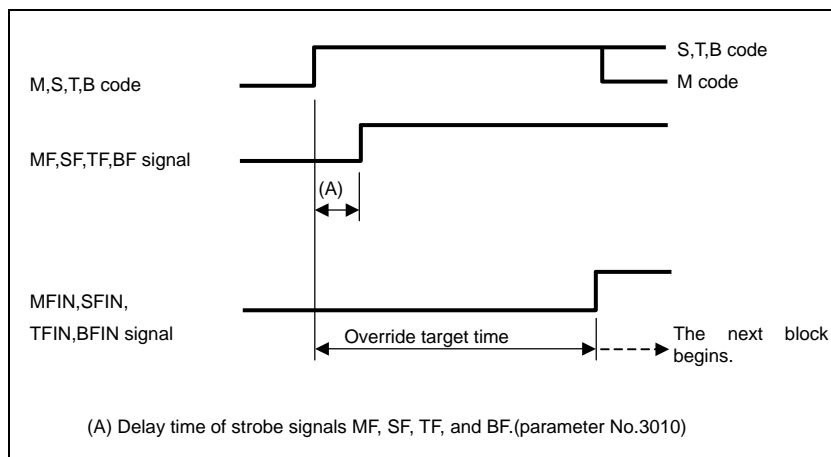 S,T,B code
M,S,T,B code
M code
MF,SF,TF,BF signal
(A)
MFIN,SFIN,
TFIN,BFIN signal
Override target time
The next block
begins.
(A) Delay time of strobe signals MF, SF, TF, and BF.(parameter No.3010)